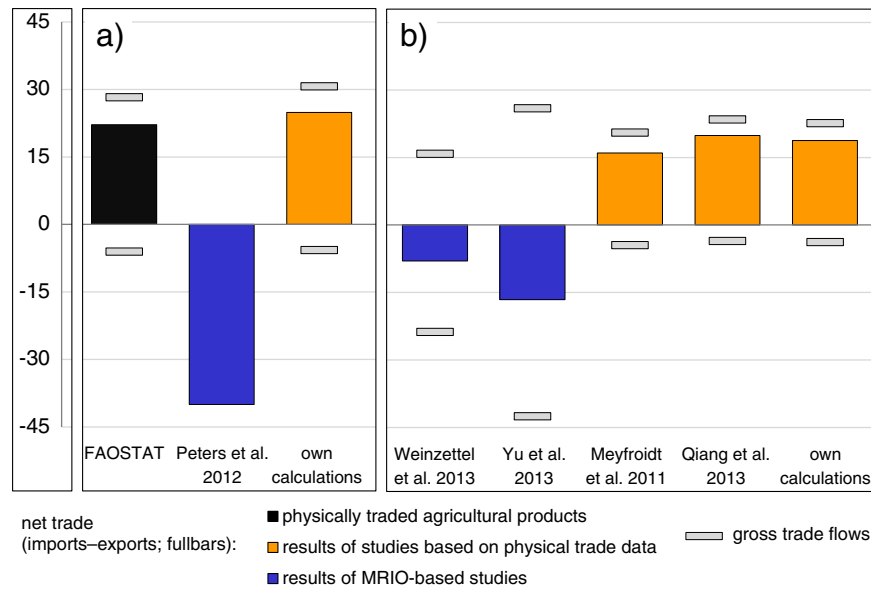 45
30
15
0
-15
-30
-45
a)
FAOSTAT
Peters et al.
2012
own
calculations
b)
Weinzettel
et al. 2013
Yu et al.
2013
Meyfroidt
et al. 2011
Qiang et al.
2013
own
calculations
net trade
(imports–exports; fullbars):
physically traded agricultural products
results of studies based on physical trade data
results of MRIO-based studies
gross trade flows